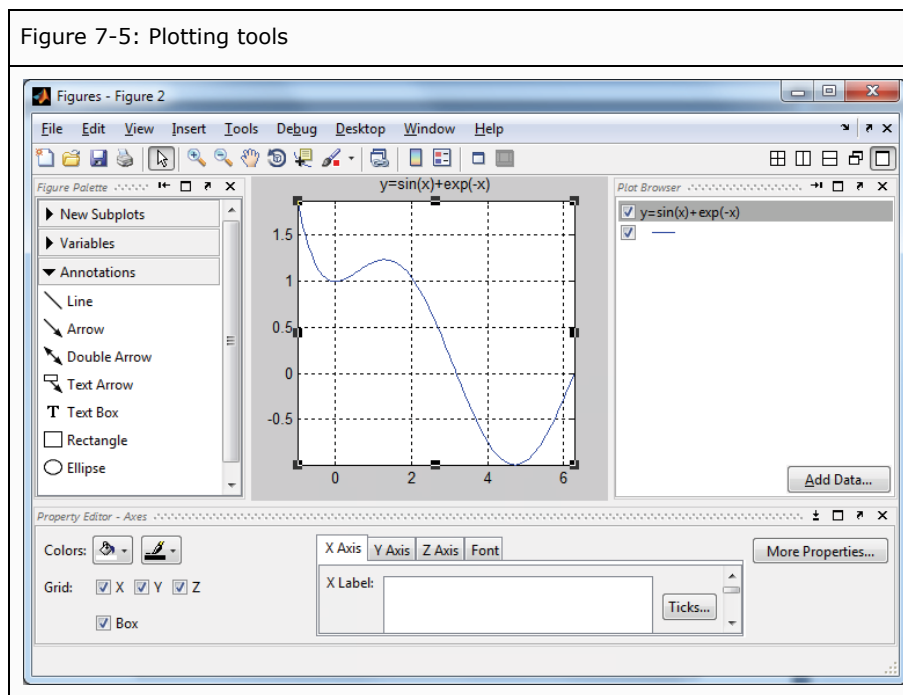 Figure 7-5: Plotting tools
Figures - Figure 2
File Edit View Insert Tools Debug Desktop Window Help
Figure Palette
New Subplots
Variables
Annotations
Line
Arrow
Double Arrow
Text Arrow
T Text Box
Rectangle
Ellipse
y=sin(x)+exp(-x)
1.5
1
0.5
0
-0.5
0 2 4 6
Plot Browser
y=sin(x)+exp(-x)
Add Data...
Property Editor - Axes
Colors:
Grid: X Y Z
Box
X Axis Y Axis Z Axis Font
X Label:
Ticks...
More Properties...